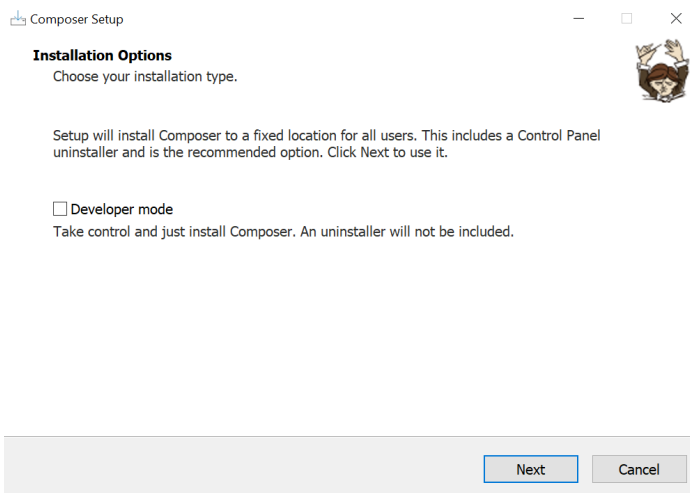 Composer Setup
Installation Options
Choose your installation type.
Setup will install Composer to a fixed location for all users. This includes a Control Panel
uninstaller and is the recommended option. Click Next to use it.
Developer mode
Take control and just install Composer. An uninstaller will not be included.
Next
Cancel